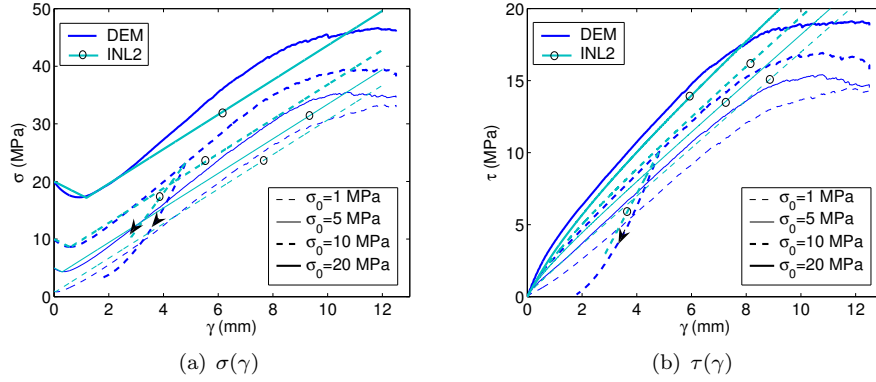 60
50
40
30
20
10
0
σ (MPa)
DEM
INL2
σ₀=1 MPa
σ₀=5 MPa
σ₀=10 MPa
σ₀=20 MPa
0 2 4 6 8 10 12
γ (mm)
(a) σ(γ)
20
15
10
5
0
τ (MPa)
DEM
INL2
σ₀=1 MPa
σ₀=5 MPa
σ₀=10 MPa
σ₀=20 MPa
0 2 4 6 8 10 12
γ (mm)
(b) τ(γ)